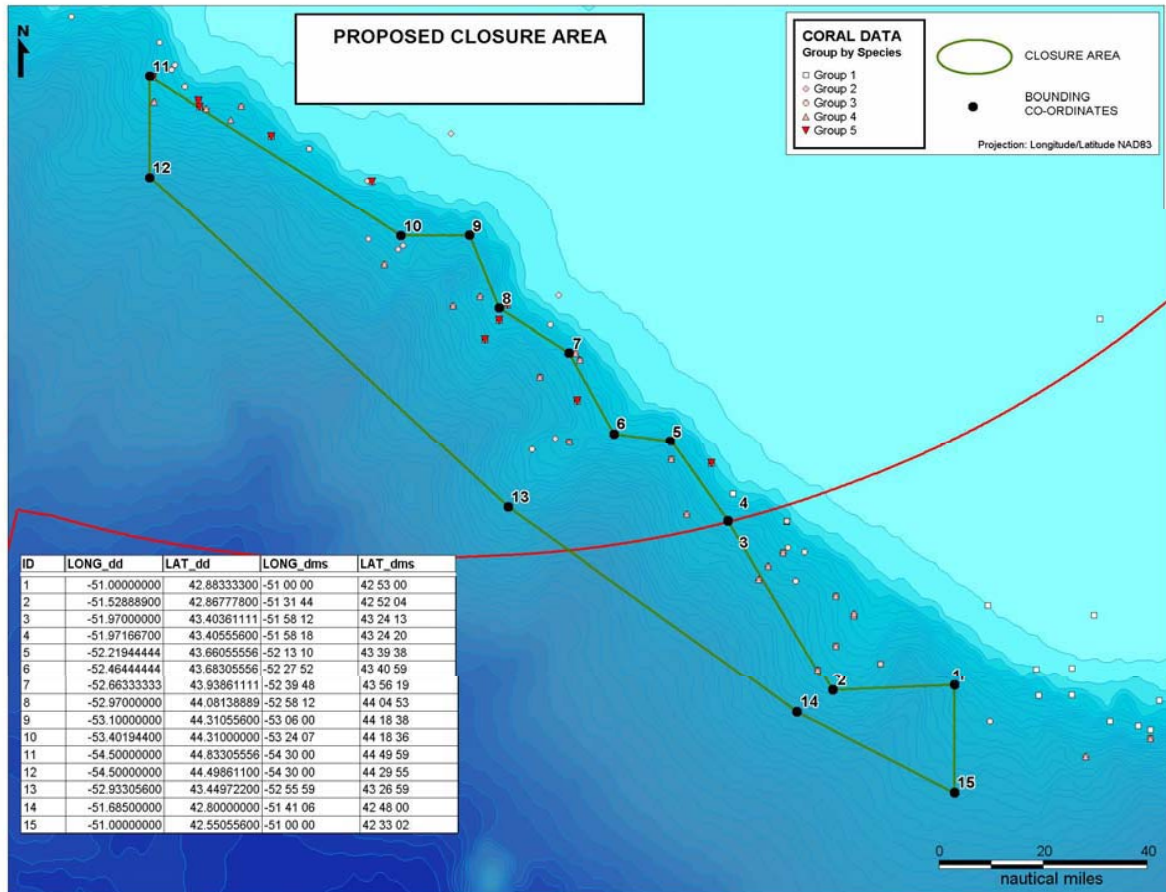 PROPOSED CLOSURE AREA
N
CORAL DATA
Group by Species
Group 1
Group 2
Group 3
Group 4
Group 5
CLOSURE AREA
BOUNDING
CO-ORDINATES
Projection: Longitude/Latitude NAD83
11
12
10
9
8
7
6
5
4
3
13
2
1
14
15
ID LONG_dd LAT_dd LONG_dms LAT_dms
1 -51.00000000 42.88333300 -51 00 00 42 53 00
2 -51.52888900 42.86777800 -51 31 44 42 52 04
3 -51.97000000 43.40361111 -51 58 12 43 24 13
4 -51.97166700 43.40555600 -51 58 18 43 24 20
5 -52.21944444 43.66055556 -52 13 10 43 39 38
6 -52.46444444 43.68305556 -52 27 52 43 40 59
7 -52.66333333 43.93861111 -52 39 48 43 56 19
8 -52.97000000 44.08138889 -52 58 12 44 04 53
9 -53.10000000 44.31055600 -53 06 00 44 18 38
10 -53.40194400 44.31000000 -53 24 07 44 18 36
11 -54.50000000 44.83305556 -54 30 00 44 49 59
12 -54.50000000 44.49861100 -54 30 00 44 29 55
13 -52.93305600 43.44972200 -52 55 59 43 26 59
14 -51.68500000 42.80000000 -51 41 06 42 48 00
15 -51.00000000 42.55055600 -51 00 00 42 33 02
0 20 40
nautical miles